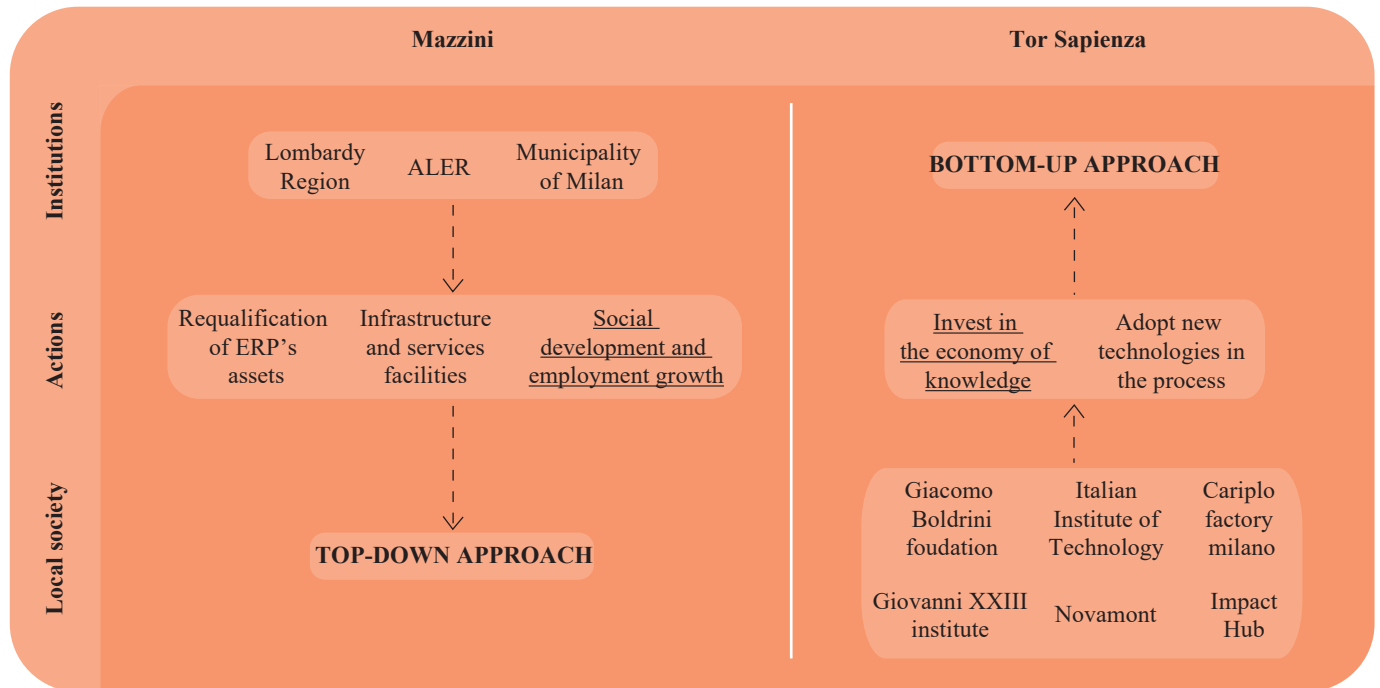 Mazzini
Tor Sapienza
Institutions
Lombardy
Region
ALER
Municipality
of Milan
BOTTOM-UP APPROACH
Actions
Requalification
of ERP's
assets
Infrastructure
and services
facilities
Social
development and
employment growth
Invest in
the economy of
knowledge
Adopt new
technologies in
the process
Local society
TOP-DOWN APPROACH
Giacomo
Boldrini
foudation
Italian
Institute of
Technology
Cariplo
factory
milano
Giovanni XXIII
institute
Novamont
Impact
Hub